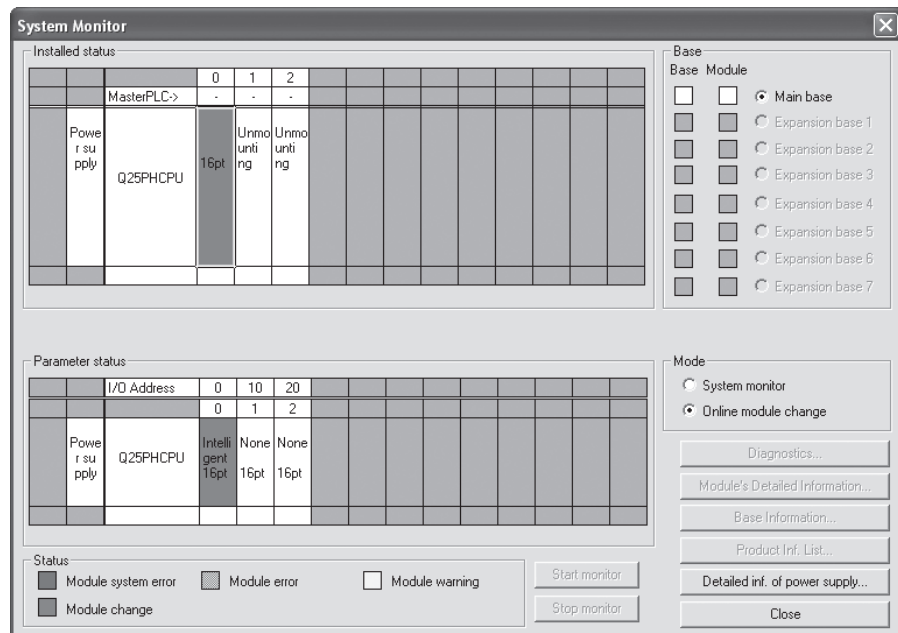 System Monitor
Installed status
0 1 2
MasterPLC-> - - -
Powe
r su
pply
Q25PHCPU
16pt
Unmo
unti
ng
Unmo
unti
ng
Base
Base Module
Main base
Expansion base 1
Expansion base 2
Expansion base 3
Expansion base 4
Expansion base 5
Expansion base 6
Expansion base 7
Parameter status
I/O Address 0 10 20
0 1 2
Powe
r su
pply
Q25PHCPU
Intelli
gent
16pt
None
16pt
None
16pt
Mode
System monitor
Online module change
Diagnostics...
Module's Detailed Information...
Base Information...
Product Inf. List...
Detailed inf. of power supply...
Close
Status
Module system error Module error Module warning
Module change
Start monitor
Stop monitor